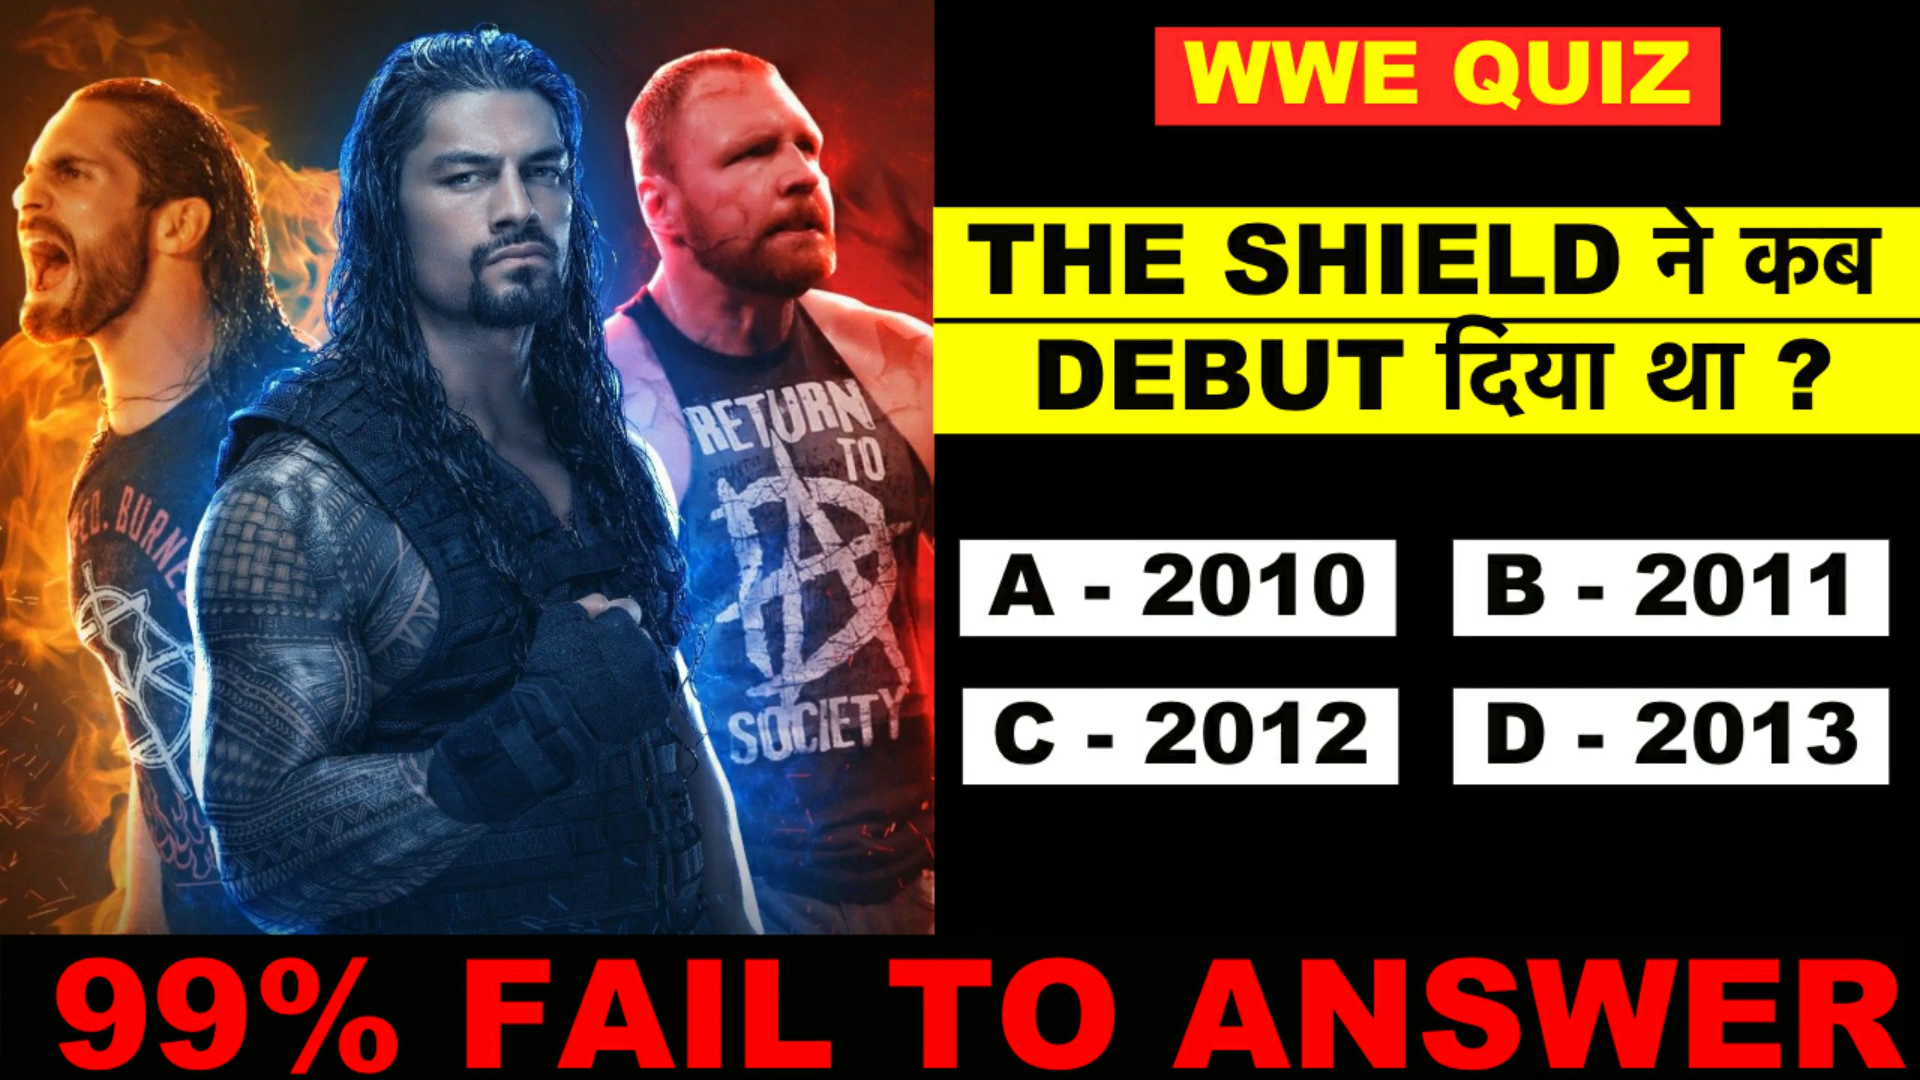 WWE QUIZ
THE SHIELD ने कब
DEBUT दिया था ?
RETURN
TO
SOCIETY
A - 2010
B - 2011
C - 2012
D - 2013
99% FAIL TO ANSWER